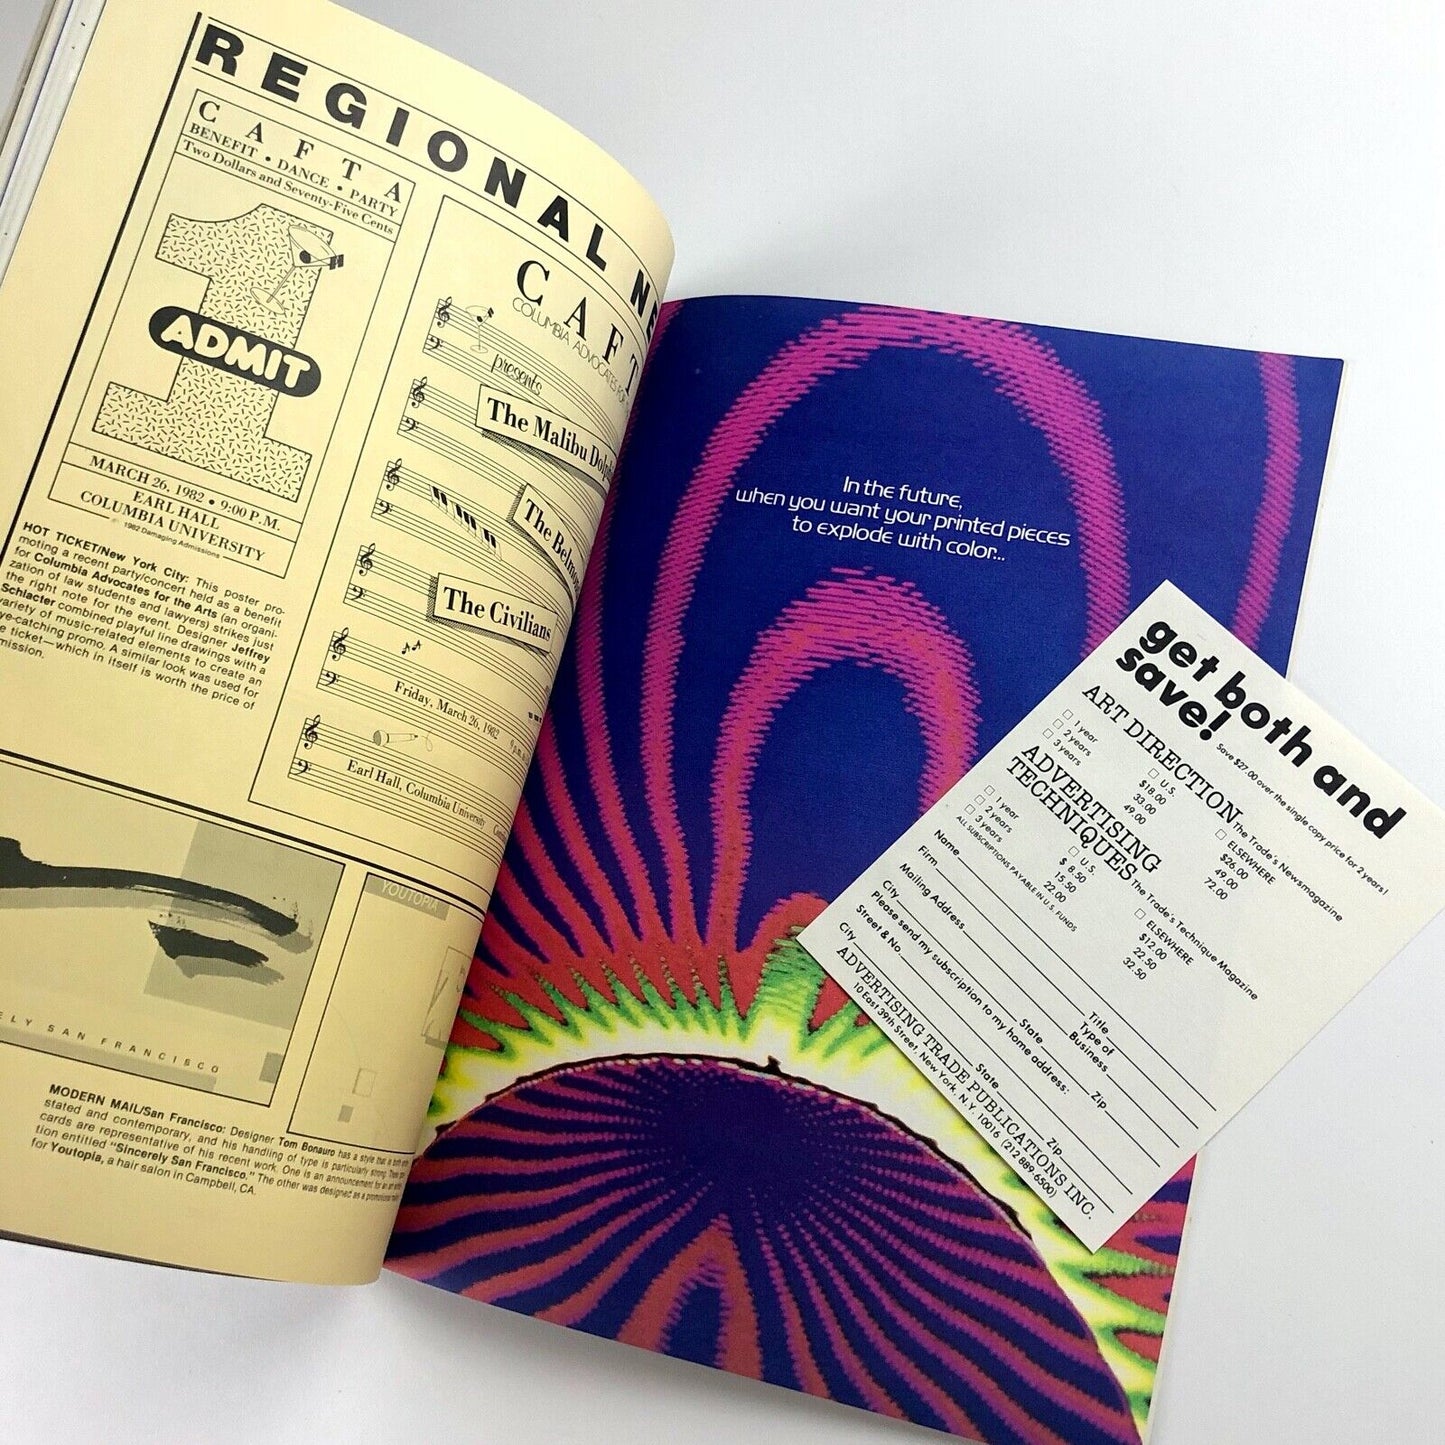 REGIONAL NE
CAFTA
BENEFIT • DANCE • PARTY
Two Dollars and Seventy-Five Cents
1
ADMIT
MARCH 26, 1982 • 9:00 P.M.
EARL HALL
COLUMBIA UNIVERSITY
© 1982 Damaging Admissions
HOT TICKET/New York City: This poster pro-
moting a recent party/concert held as a benefit
for Columbia Advocates for the Arts (an organi-
zation of law students and lawyers) strikes just
the right note for the event. Designer Jeffrey
Schlacter combined playful line drawings with a
variety of music-related elements to create an
ye-catching promo. A similar look was used for
e ticket—which in itself is worth the price of
mission.
CAFT
COLUMBIA ADVOCATES FOR
presents
The Malibu Dolph
The Belmo
The Civilians
Friday, March 26, 1982
Earl Hall, Columbia University
ELY SAN FRANCISCO
YOUTOPIA
MODERN MAIL/San Francisco: Designer Tom Bonauro has a style that is both
stated and contemporary, and his handling of type is particularly strong. These
cards are representative of his recent work. One is an announcement for an
tion entitled "Sincerely San Francisco." The other was designed as a promotional
for Youtopia, a hair salon in Campbell, CA.
In the future,
when you want your printed pieces
to explode with color...
get both and
save!
Save $27.00 over the single copy price for 2 years!
ART DIRECTION The Trade's Newsmagazine
U.S. ELSEWHERE
1 year $18.00 $26.00
2 years 33.00 49.00
3 years 49.00 72.00
ADVERTISING
TECHNIQUES The Trade's Technique Magazine
U.S. ELSEWHERE
1 year $ 8.50 $12.00
2 years 15.50 22.50
3 years 22.00 32.50
ALL SUBSCRIPTIONS PAYABLE IN U.S. FUNDS
Name Title
Firm Type of
Business
Mailing Address
City State Zip
Please send my subscription to my home address:
Street & No.
City State Zip
ADVERTISING TRADE PUBLICATIONS INC.
10 East 39th Street, New York, N.Y. 10016 (212 889-6500)